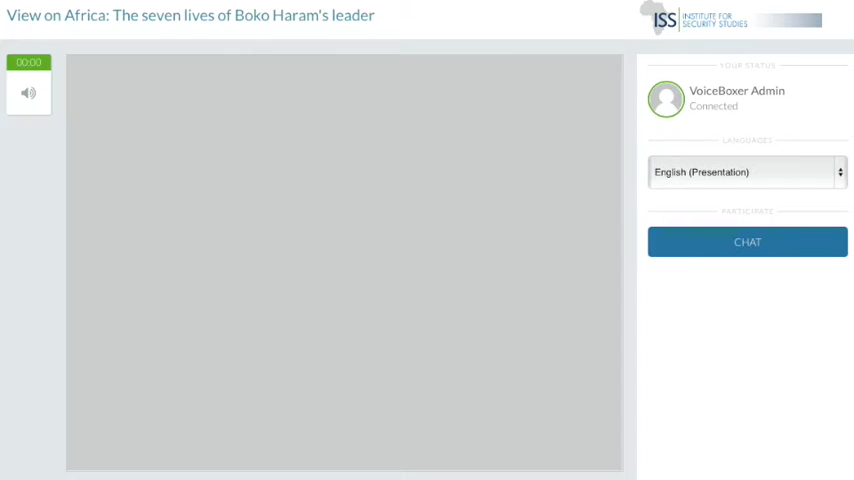 View on Africa: The seven lives of Boko Haram's leader
ISS
INSTITUTE FOR
SECURITY STUDIES
00:00
YOUR STATUS
VoiceBoxer Admin
Connected
LANGUAGES
English (Presentation)
PARTICIPATE
CHAT